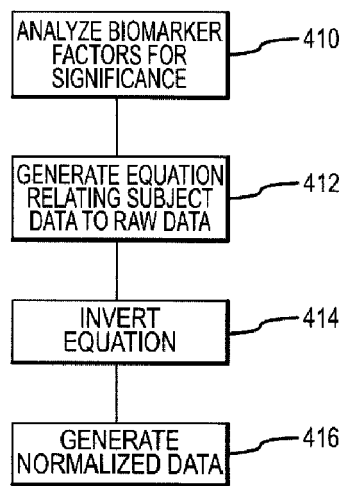 ANALYZE BIOMARKER
FACTORS FOR
SIGNIFICANCE
410
GENERATE EQUATION
RELATING SUBJECT
DATA TO RAW DATA
412
INVERT
EQUATION
414
GENERATE
NORMALIZED DATA
416